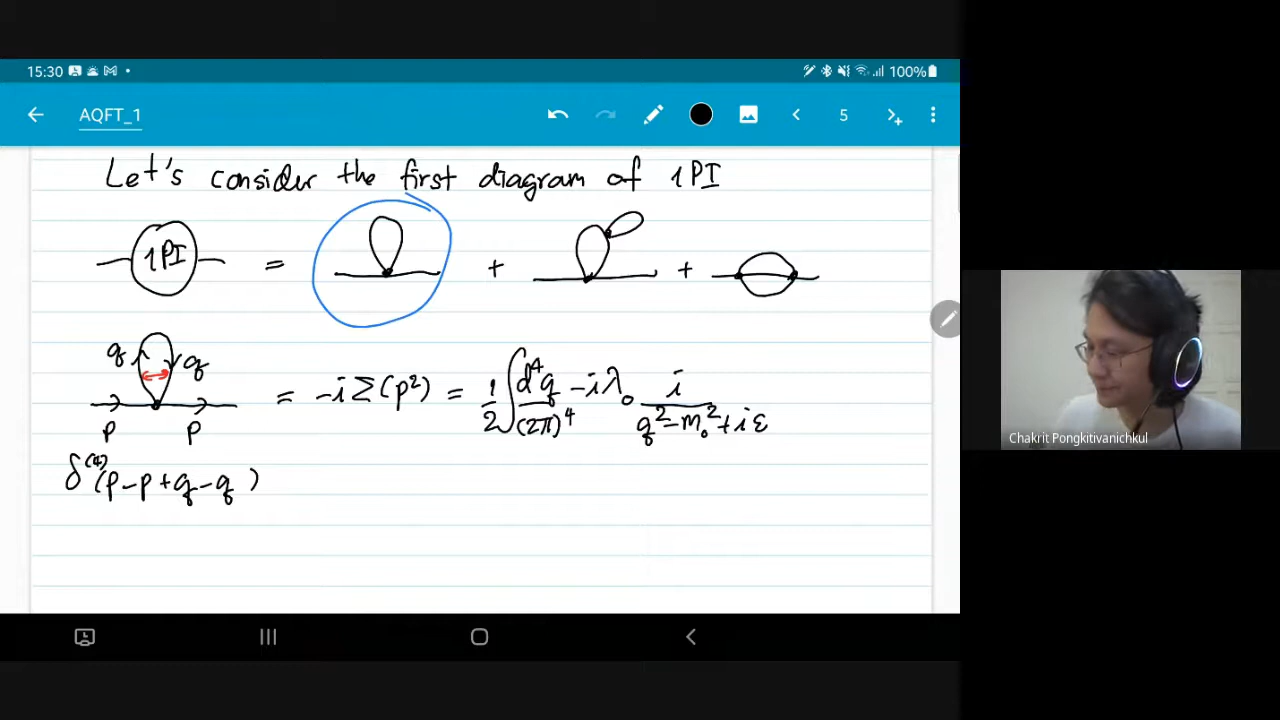 15:30 100%
AQFT_1 5
Let's consider the first diagram of 1PI
1PI = + +
q q = -iΣ(p²) = 1/2 ∫ d⁴q/(2π)⁴ -iλ₀ i/(q²-m₀²+iε)
p p
δ⁽⁴⁾(p-p+q-q)
Chakrit Pongkitivanichkul